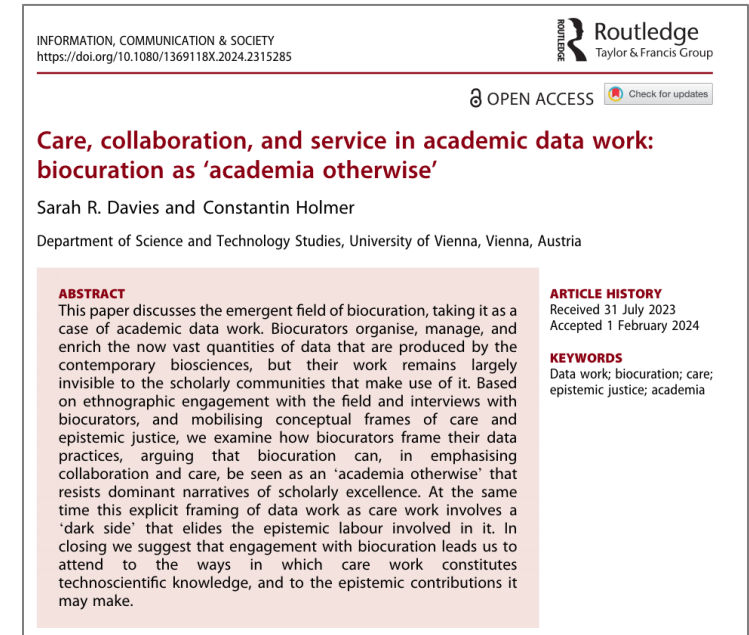 INFORMATION, COMMUNICATION & SOCIETY
https://doi.org/10.1080/1369118X.2024.2315285
ROUTLEDGE
Routledge
Taylor & Francis Group
OPEN ACCESS
Check for updates
Care, collaboration, and service in academic data work:
biocuration as ‘academia otherwise’
Sarah R. Davies and Constantin Holmer
Department of Science and Technology Studies, University of Vienna, Vienna, Austria
ABSTRACT
This paper discusses the emergent field of biocuration, taking it as a
case of academic data work. Biocurators organise, manage, and
enrich the now vast quantities of data that are produced by the
contemporary biosciences, but their work remains largely
invisible to the scholarly communities that make use of it. Based
on ethnographic engagement with the field and interviews with
biocurators, and mobilising conceptual frames of care and
epistemic justice, we examine how biocurators frame their data
practices, arguing that biocuration can, in emphasising
collaboration and care, be seen as an ‘academia otherwise’ that
resists dominant narratives of scholarly excellence. At the same
time this explicit framing of data work as care work involves a
‘dark side’ that elides the epistemic labour involved in it. In
closing we suggest that engagement with biocuration leads us to
attend to the ways in which care work constitutes
technoscientific knowledge, and to the epistemic contributions it
may make.
ARTICLE HISTORY
Received 31 July 2023
Accepted 1 February 2024
KEYWORDS
Data work; biocuration; care;
epistemic justice; academia